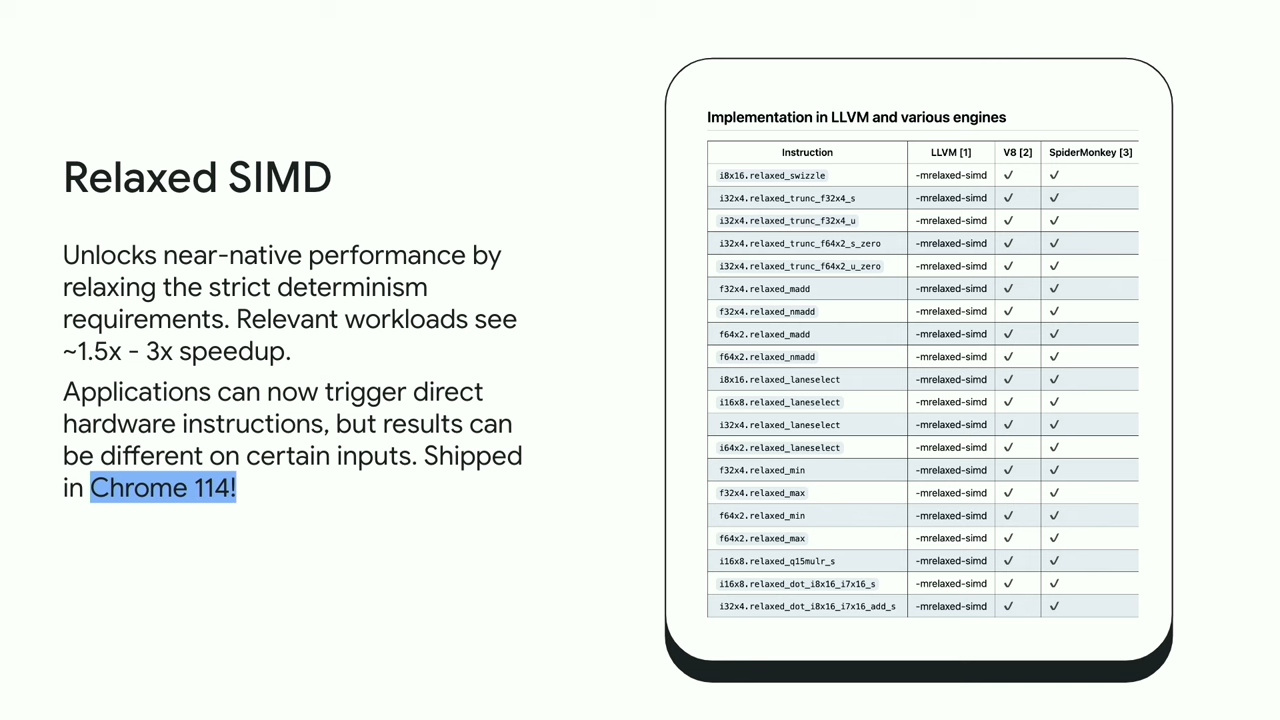 Relaxed SIMD
Unlocks near-native performance by
relaxing the strict determinism
requirements. Relevant workloads see
~1.5x - 3x speedup.
Applications can now trigger direct
hardware instructions, but results can
be different on certain inputs. Shipped
in Chrome 114!
Implementation in LLVM and various engines
Instruction LLVM [1] V8 [2] SpiderMonkey [3]
i8x16.relaxed_swizzle -mrelaxed-simd ✓ ✓
i32x4.relaxed_trunc_f32x4_s -mrelaxed-simd ✓ ✓
i32x4.relaxed_trunc_f32x4_u -mrelaxed-simd ✓ ✓
i32x4.relaxed_trunc_f64x2_s_zero -mrelaxed-simd ✓ ✓
i32x4.relaxed_trunc_f64x2_u_zero -mrelaxed-simd ✓ ✓
f32x4.relaxed_madd -mrelaxed-simd ✓ ✓
f32x4.relaxed_nmadd -mrelaxed-simd ✓ ✓
f64x2.relaxed_madd -mrelaxed-simd ✓ ✓
f64x2.relaxed_nmadd -mrelaxed-simd ✓ ✓
i8x16.relaxed_laneselect -mrelaxed-simd ✓ ✓
i16x8.relaxed_laneselect -mrelaxed-simd ✓ ✓
i32x4.relaxed_laneselect -mrelaxed-simd ✓ ✓
i64x2.relaxed_laneselect -mrelaxed-simd ✓ ✓
f32x4.relaxed_min -mrelaxed-simd ✓ ✓
f32x4.relaxed_max -mrelaxed-simd ✓ ✓
f64x2.relaxed_min -mrelaxed-simd ✓ ✓
f64x2.relaxed_max -mrelaxed-simd ✓ ✓
i16x8.relaxed_q15mulr_s -mrelaxed-simd ✓ ✓
i16x8.relaxed_dot_i8x16_i7x16_s -mrelaxed-simd ✓ ✓
i32x4.relaxed_dot_i8x16_i7x16_add_s -mrelaxed-simd ✓ ✓